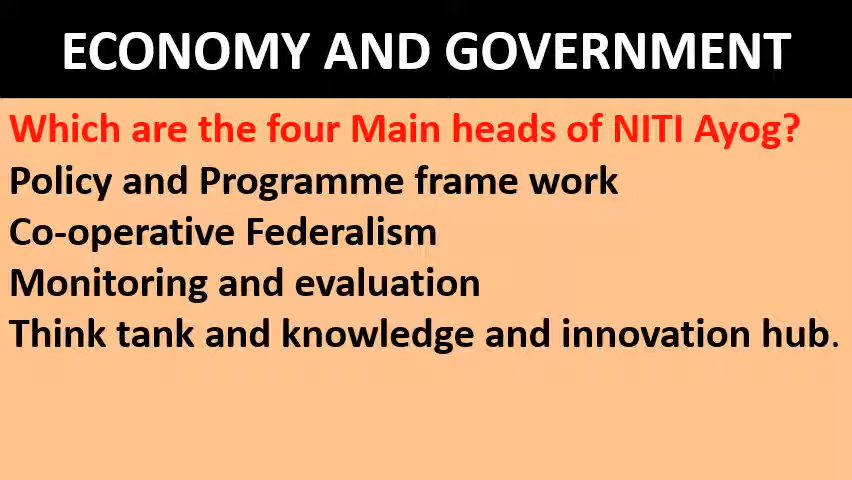 ECONOMY AND GOVERNMENT
Which are the four Main heads of NITI Ayog?
Policy and Programme frame work
Co-operative Federalism
Monitoring and evaluation
Think tank and knowledge and innovation hub.